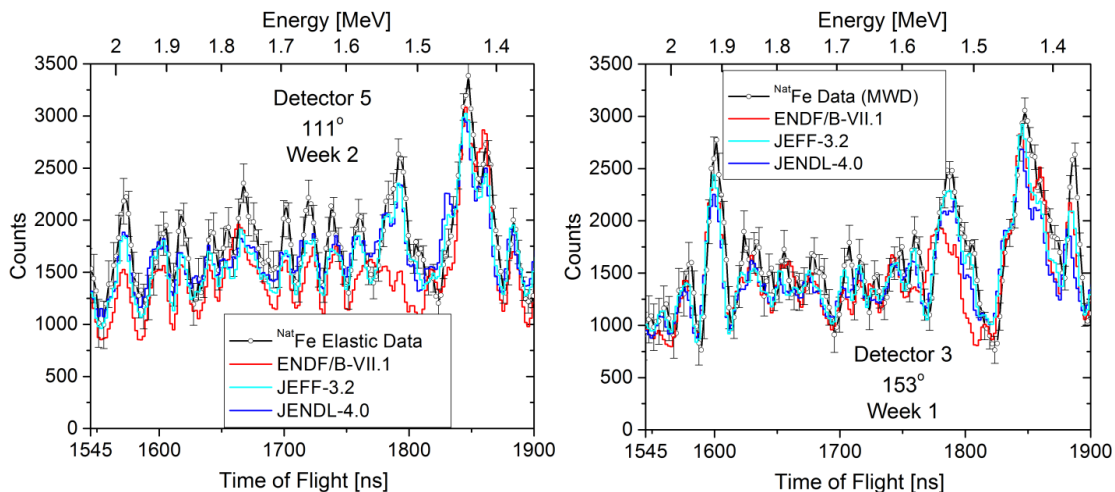 Energy [MeV]
2 1.9 1.8 1.7 1.6 1.5 1.4
3500
3000
2500
2000
1500
1000
500
0
Counts
Detector 5
111°
Week 2
NatFe Elastic Data
ENDF/B-VII.1
JEFF-3.2
JENDL-4.0
1545 1600 1700 1800 1900
Time of Flight [ns]
Energy [MeV]
2 1.9 1.8 1.7 1.6 1.5 1.4
3500
3000
2500
2000
1500
1000
500
0
Counts
NatFe Data (MWD)
ENDF/B-VII.1
JEFF-3.2
JENDL-4.0
Detector 3
153°
Week 1
1545 1600 1700 1800 1900
Time of Flight [ns]